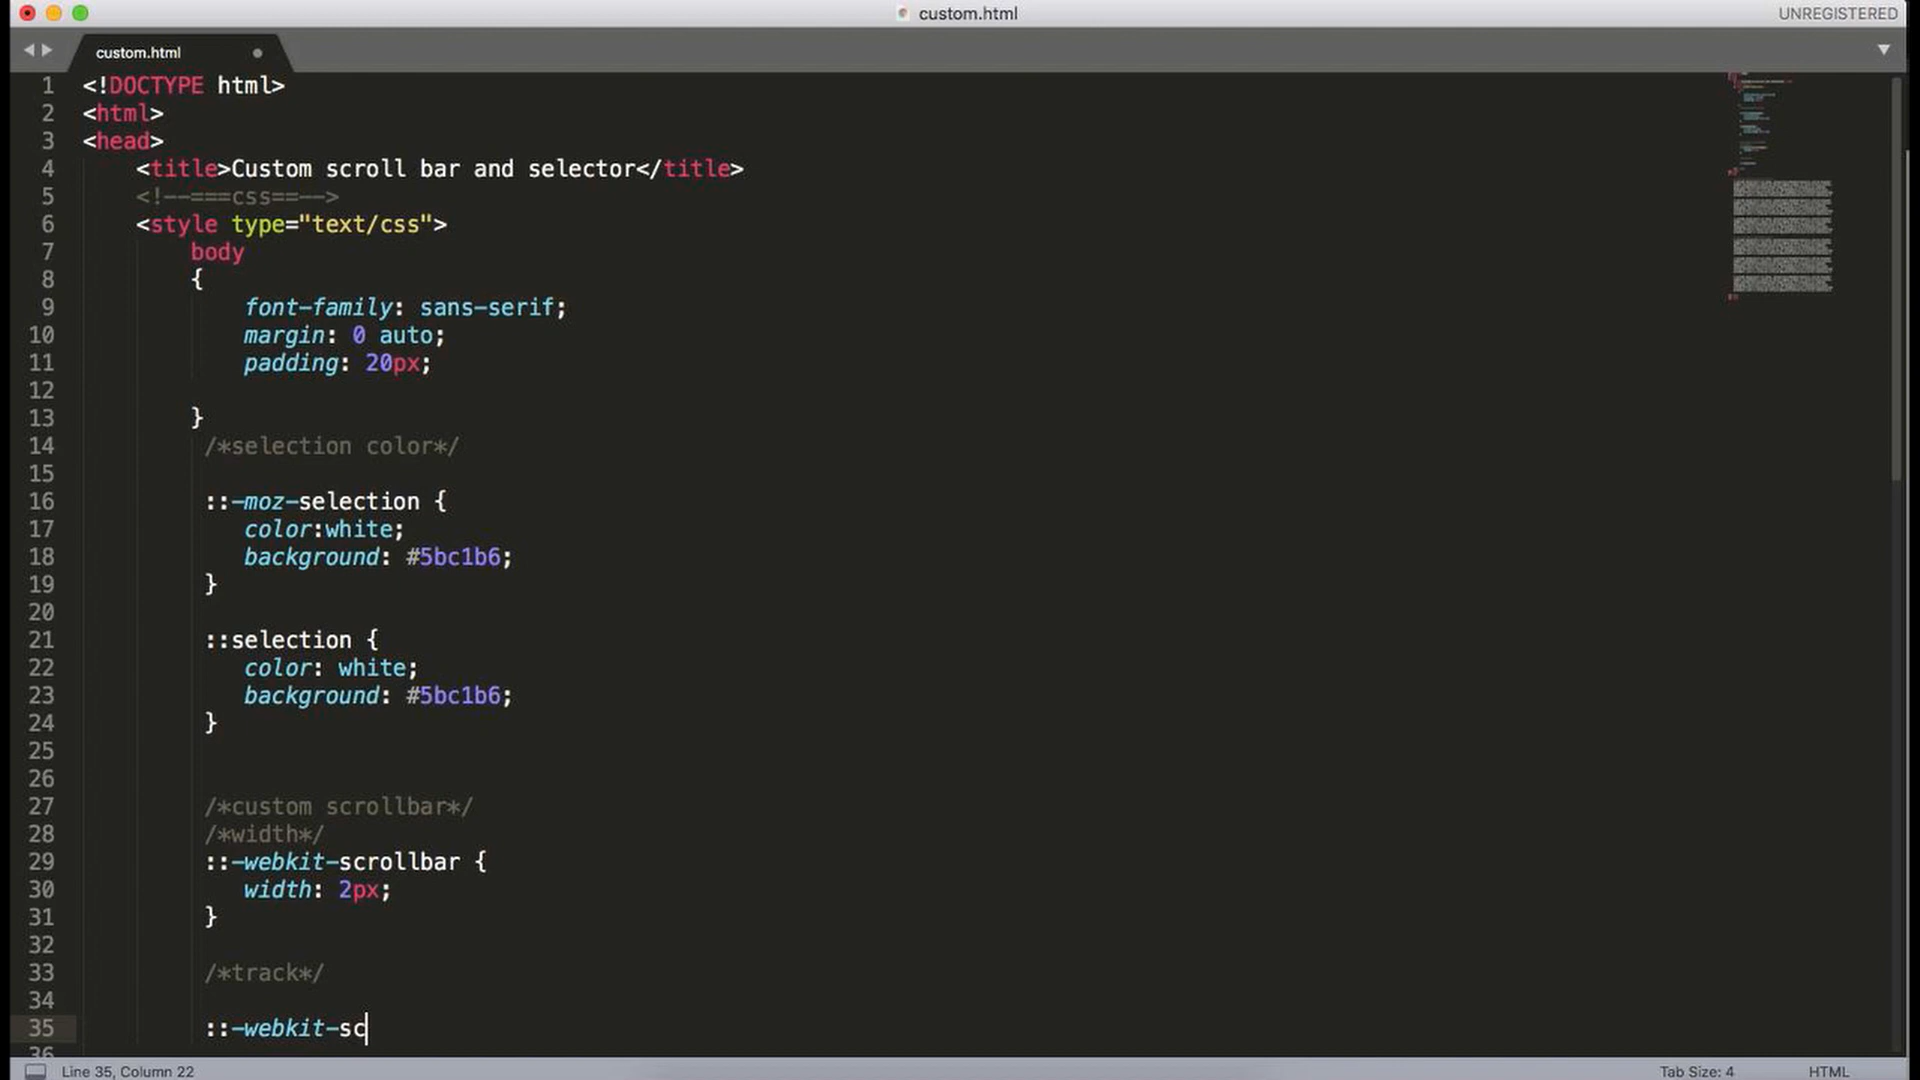 custom.html
UNREGISTERED
custom.html
1 <!DOCTYPE html>
2 <html>
3 <head>
4 <title>Custom scroll bar and selector</title>
5 <!--===css==-->
6 <style type="text/css">
7 body
8 {
9 font-family: sans-serif;
10 margin: 0 auto;
11 padding: 20px;
12
13 }
14 /*selection color*/
15
16 ::-moz-selection {
17 color:white;
18 background: #5bc1b6;
19 }
20
21 ::selection {
22 color: white;
23 background: #5bc1b6;
24 }
25
26
27 /*custom scrollbar*/
28 /*width*/
29 ::-webkit-scrollbar {
30 width: 2px;
31 }
32
33 /*track*/
34
35 ::-webkit-sc
36
Line 35, Column 22
Tab Size: 4
HTML